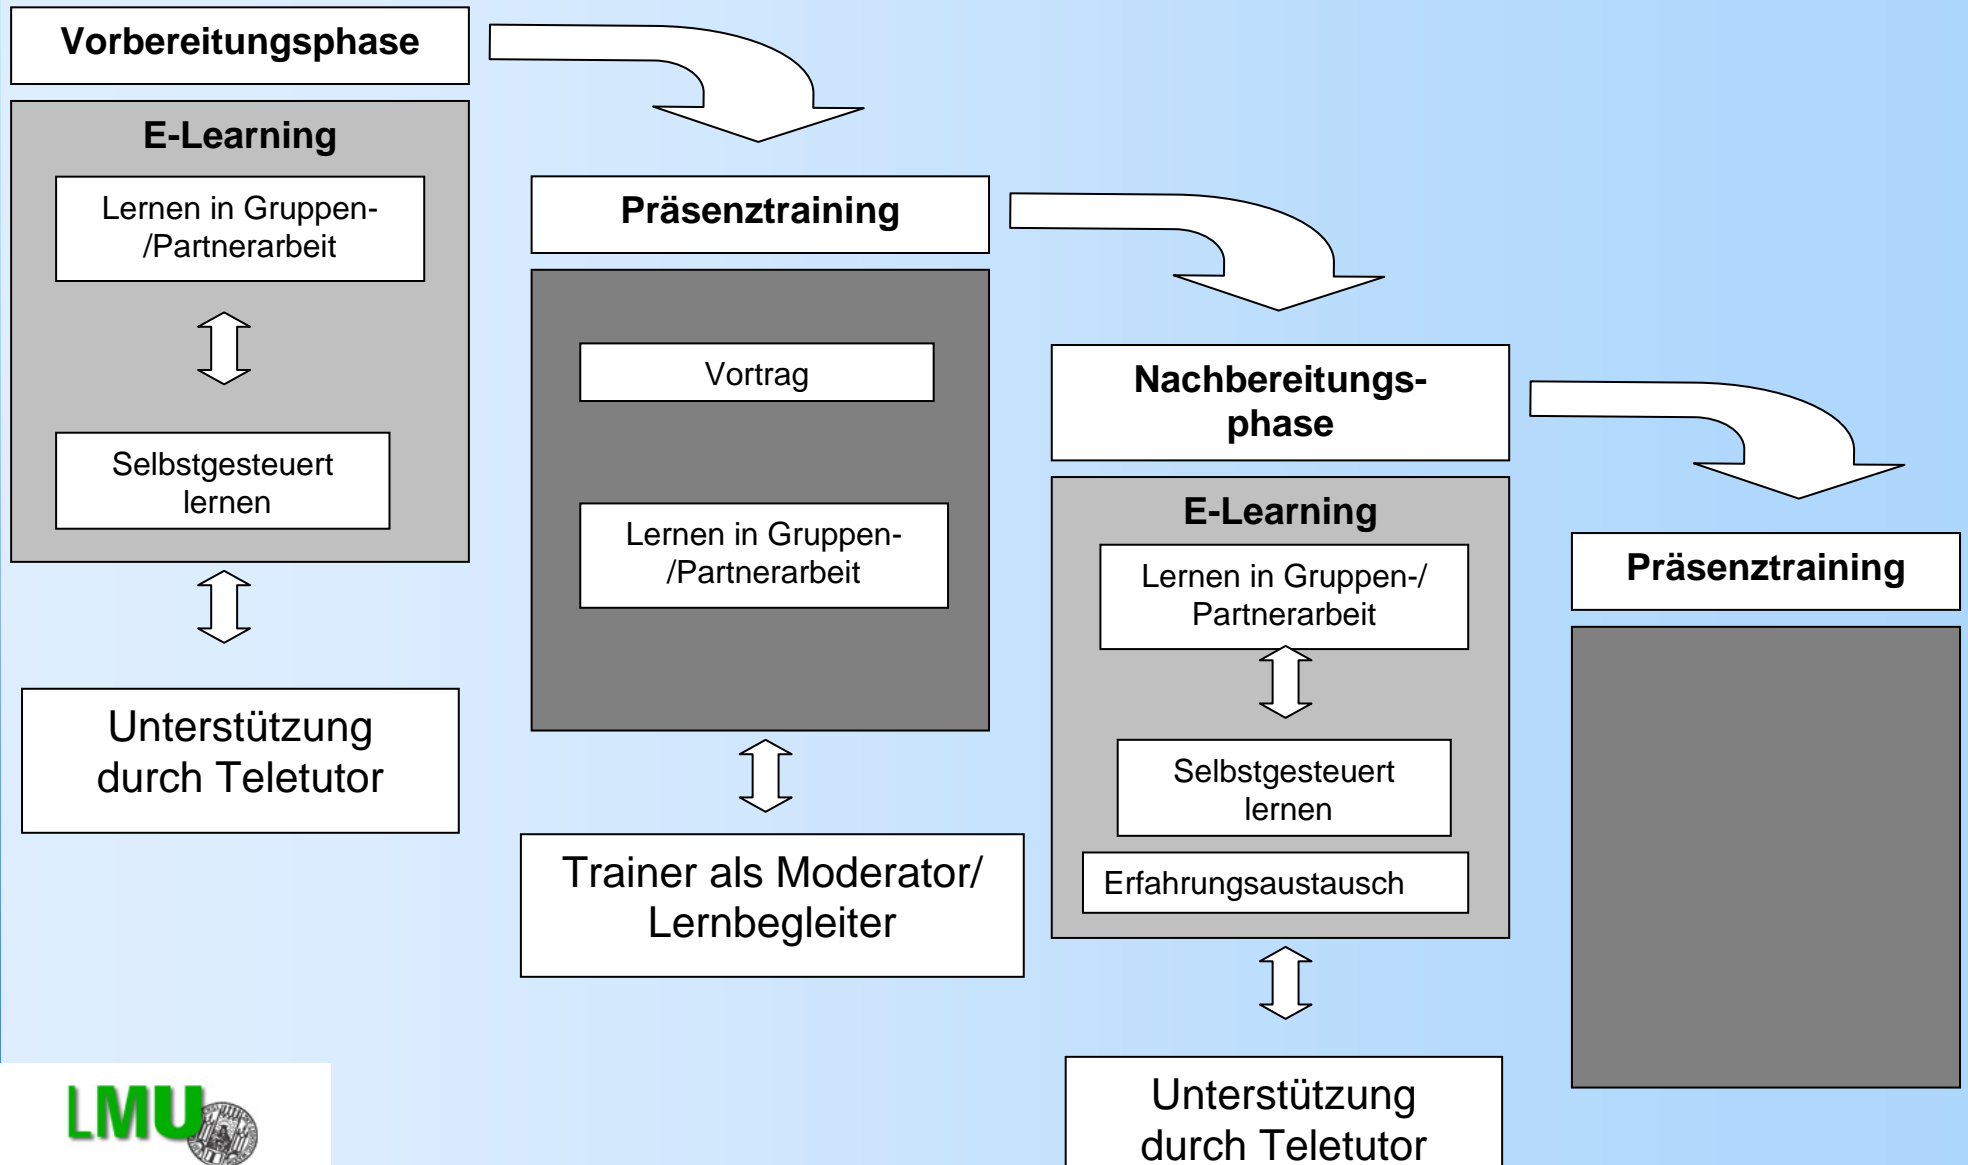 Vorbereitungsphase
E-Learning
Lernen in Gruppen-
/Partnerarbeit
Selbstgesteuert
lernen
Unterstützung
durch Teletutor
Präsenztraining
Vortrag
Lernen in Gruppen-
/Partnerarbeit
Trainer als Moderator/
Lernbegleiter
Nachbereitungs-
phase
E-Learning
Lernen in Gruppen-/
Partnerarbeit
Selbstgesteuert
lernen
Erfahrungsaustausch
Unterstützung
durch Teletutor
Präsenztraining
LMU